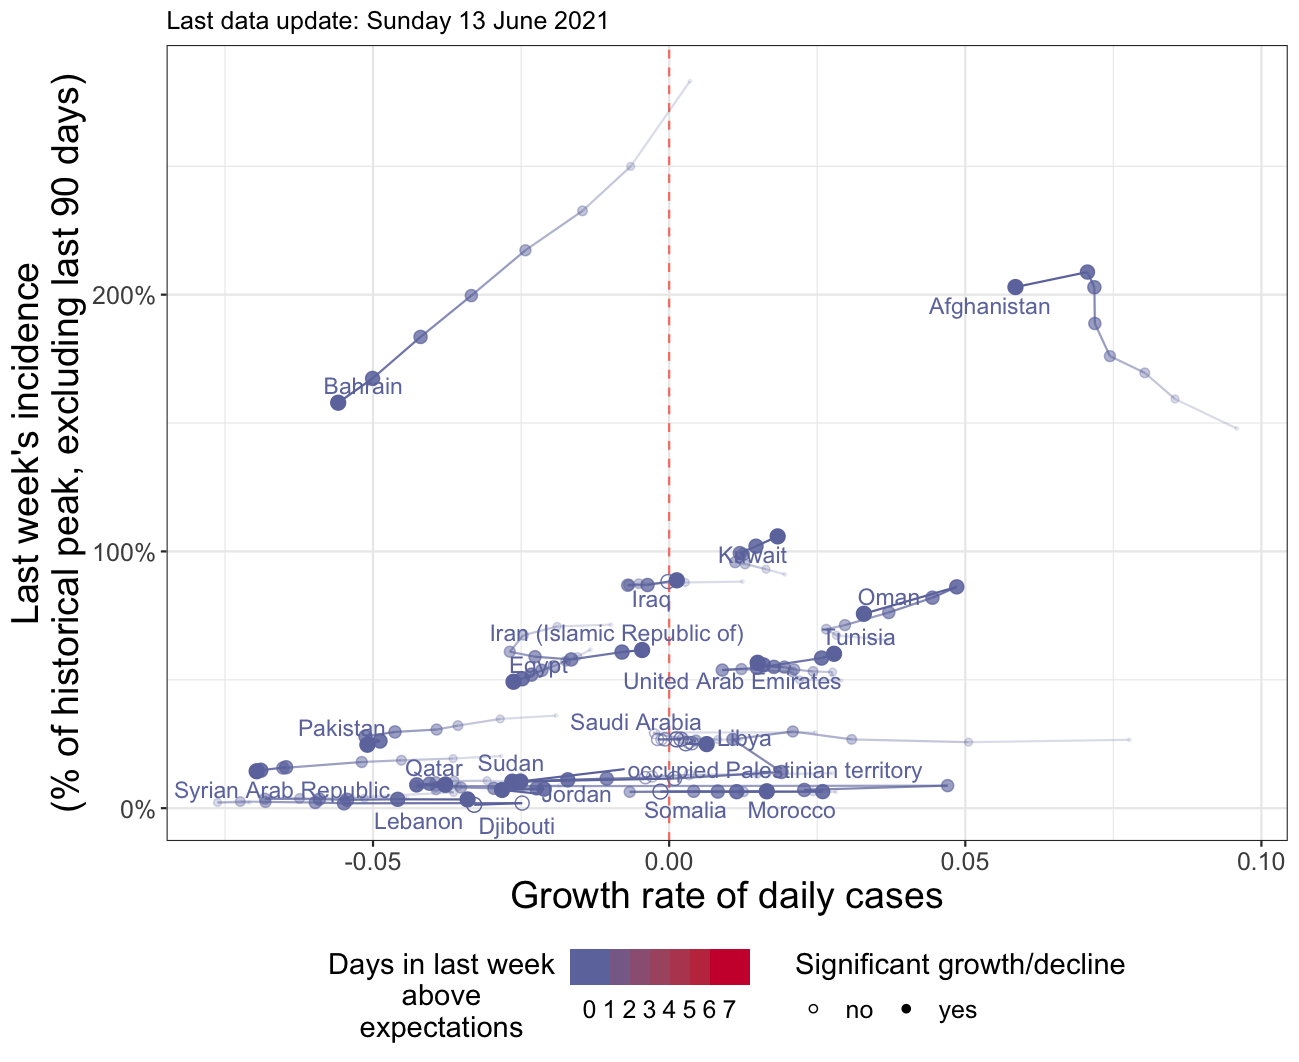 Last data update: Sunday 13 June 2021
Last week's incidence
(% of historical peak, excluding last 90 days)
200%
100%
0%
Afghanistan
Bahrain
Kuwait
Iraq
Oman
Iran (Islamic Republic of)
Tunisia
Egypt
United Arab Emirates
Saudi Arabia
Pakistan
Libya
Sudan
Qatar
occupied Palestinian territory
Syrian Arab Republic
Jordan
Somalia
Morocco
Lebanon
Djibouti
-0.05
0.00
0.05
0.10
Growth rate of daily cases
Days in last week
above
expectations
0 1 2 3 4 5 6 7
Significant growth/decline
no
yes